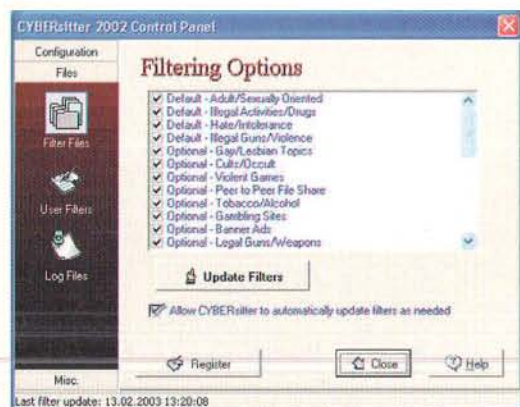 CYBERsitter 2002 Control Panel
Configuration
Files
Filter Files
User Filters
Log Files
Misc.
Filtering Options
Default - Adult/Sexually Oriented
Default - Illegal Activities/Drugs
Default - Hate/Intolerance
Default - Illegal Guns/Violence
Optional - Gay/Lesbian Topics
Optional - Cults/Occult
Optional - Violent Games
Optional - Peer to Peer File Share
Optional - Tobacco/Alcohol
Optional - Gambling Sites
Optional - Banner Ads
Optional - Legal Guns/Weapons
Update Filters
Allow CYBERsitter to automatically update filters as needed
Register
Close
Help
Last filter update: 13.02.2003 13:20:08